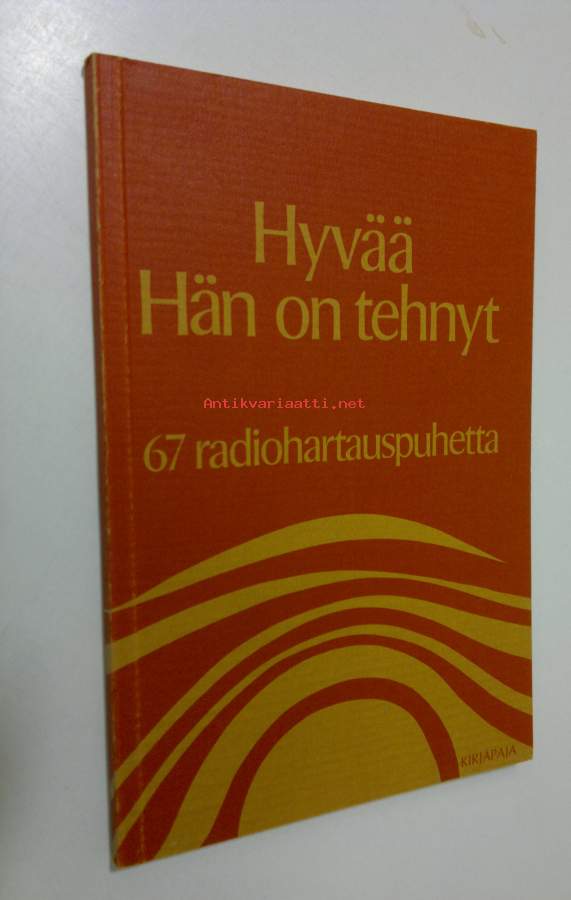 Hyvää
Hän on tehnyt
Antikvariaatti.net
67 radiohartauspuhetta
KIRJAPAJA